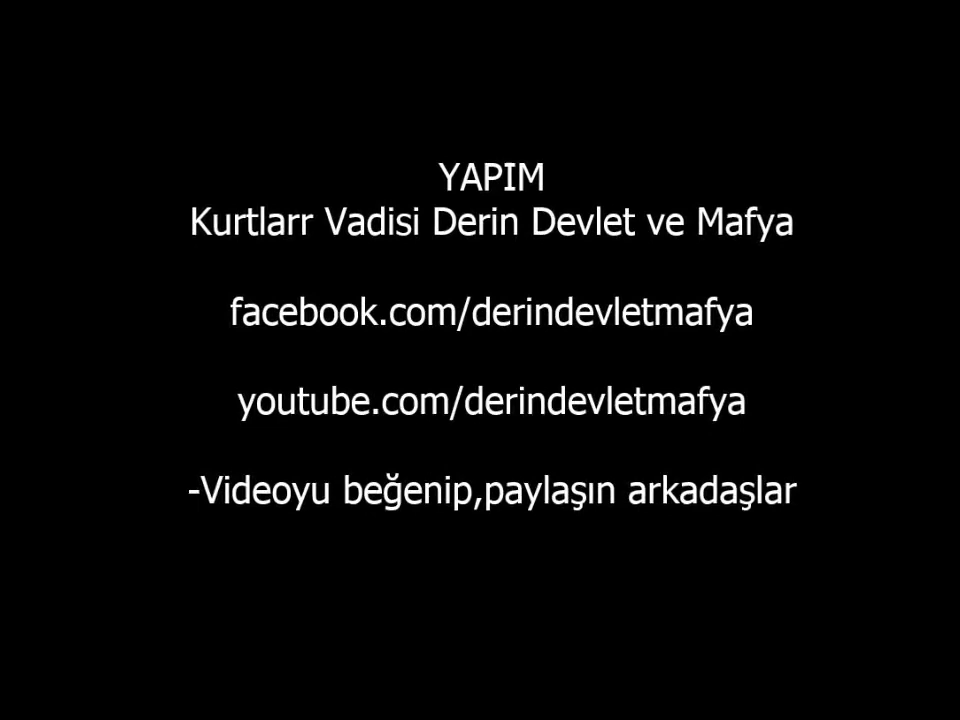 YAPIM
Kurtlarr Vadisi Derin Devlet ve Mafya
facebook.com/derindevletmafya
youtube.com/derindevletmafya
-Videoyu beğenip,paylaşın arkadaşlar